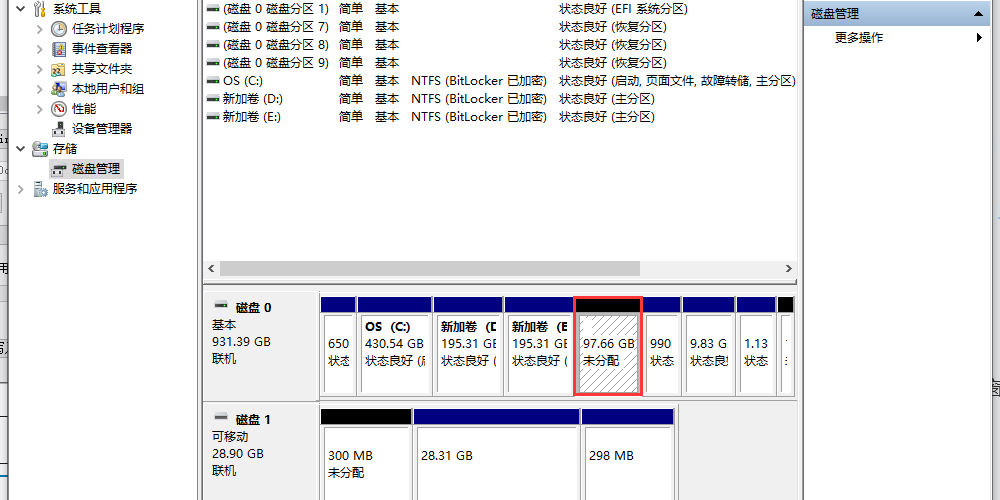 系统工具
任务计划程序
事件查看器
共享文件夹
本地用户和组
性能
设备管理器
存储
磁盘管理
服务和应用程序
(磁盘 0 磁盘分区 1) 简单 基本 状态良好 (EFI 系统分区)
(磁盘 0 磁盘分区 7) 简单 基本 状态良好 (恢复分区)
(磁盘 0 磁盘分区 8) 简单 基本 状态良好 (恢复分区)
(磁盘 0 磁盘分区 9) 简单 基本 状态良好 (恢复分区)
OS (C:) 简单 基本 NTFS (BitLocker 已加密) 状态良好 (启动, 页面文件, 故障转储, 主分区)
新加卷 (D:) 简单 基本 NTFS (BitLocker 已加密) 状态良好 (主分区)
新加卷 (E:) 简单 基本 NTFS (BitLocker 已加密) 状态良好 (主分区)
磁盘 0
基本
931.39 GB
联机
650
状态
OS (C:)
430.54 GB
状态良好 (
新加卷 (D
195.31 GB
状态良好 (
新加卷 (E
195.31 GB
状态良好 (
97.66 GB
未分配
990
状态
9.83 G
状态良
1.13
状态
磁盘 1
可移动
28.90 GB
联机
300 MB
未分配
28.31 GB
298 MB
磁盘管理
更多操作